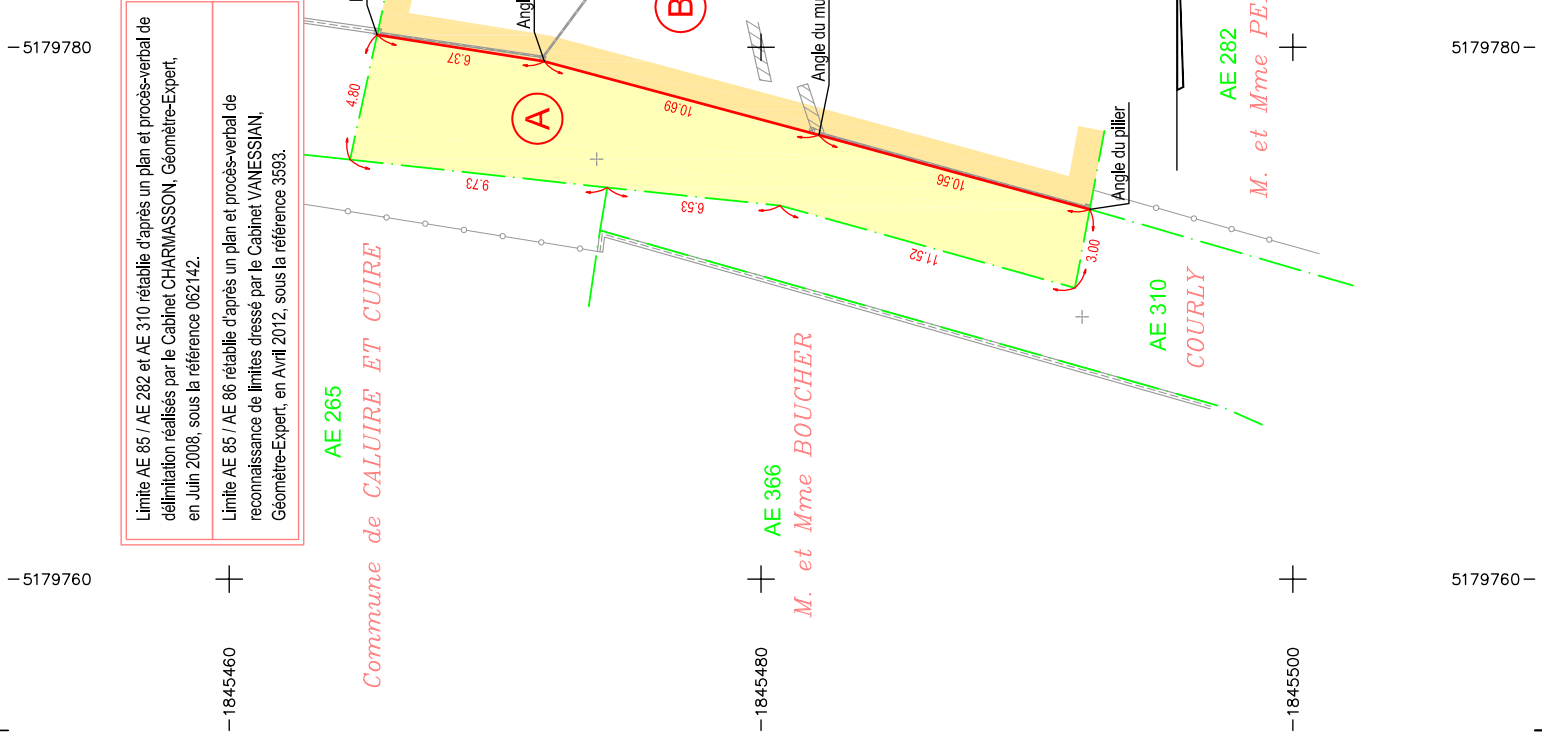 Limite AE 85 / AE 282 et AE 310 rétablie d'après un plan et procès-verbal de
délimitation réalisés par le Cabinet CHARMASSON, Géomètre-Expert,
en Juin 2008, sous la référence 062142.
Limite AE 85 / AE 86 rétablie d'après un plan et procès-verbal de
reconnaissance de limites dressé par le Cabinet VANESSIAN,
Géomètre-Expert, en Avril 2012, sous la référence 3593.
5179780
5179780
6.37
4.80
A
B
10.69
Angle du mu
AE 282
M. et Mme PE
9.73
6.53
10.56
Angle du pilier
11.52
3.00
AE 310
COURLY
AE 265
Commune de CALUIRE ET CUIRE
AE 366
M. et Mme BOUCHER
5179760
5179760
1845460
1845480
1845500